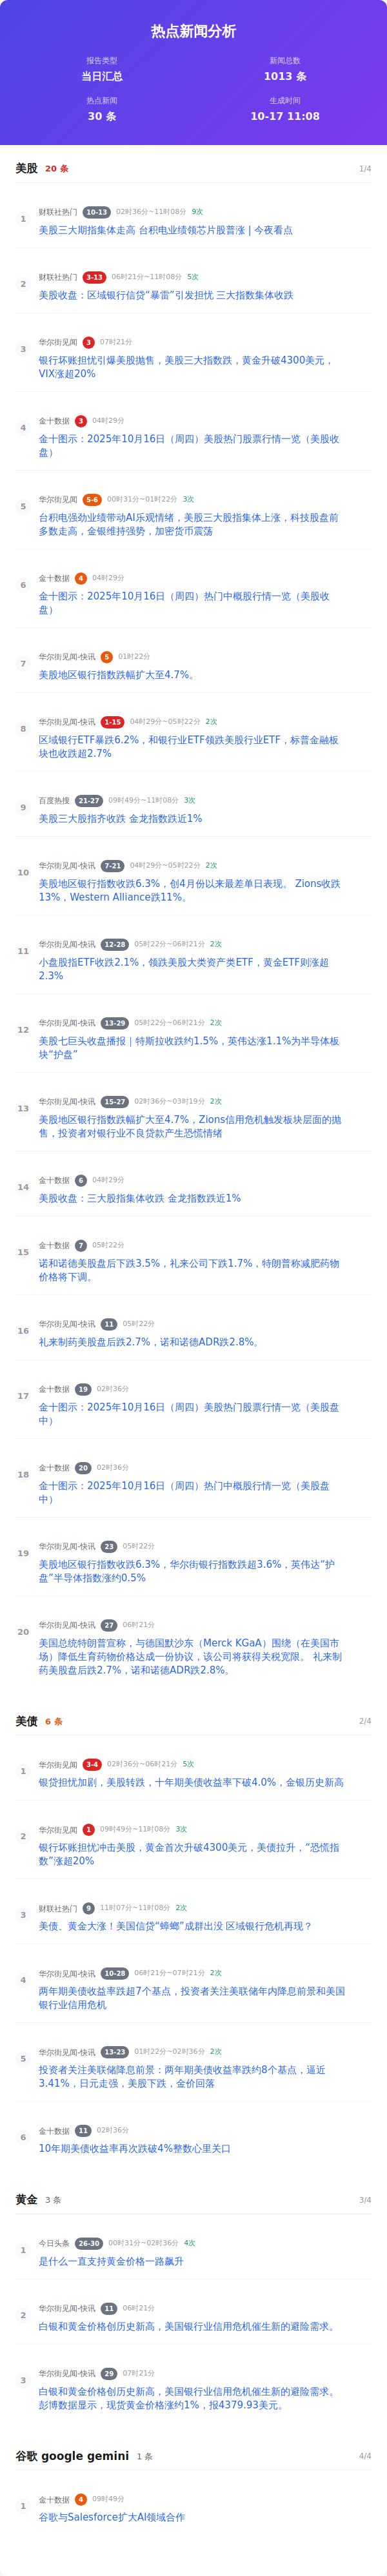 热点新闻分析
报告类型
新闻总数
当日汇总
1013 条
热点新闻
生成时间
30 条
10-17 11:08
美股 20 条 1/4
1
财联社热门 10-13 02时36分~11时08分 9次
美股三大期指集体走高 台积电业绩领芯片股普涨 | 今夜看点
2
财联社热门 3-13 06时21分~11时08分 5次
美股收盘：区域银行信贷“暴雷”引发担忧 三大指数集体收跌
3
华尔街见闻 3 07时21分
银行坏账担忧引爆美股抛售，美股三大指数跌，黄金升破4300美元，
VIX涨超20%
4
金十数据 3 04时29分
金十图示：2025年10月16日（周四）美股热门股票行情一览（美股收
盘）
5
华尔街见闻 5-6 00时31分~01时22分 3次
台积电强劲业绩带动AI乐观情绪，美股三大股指集体上涨，科技股盘前
多数走高，金银维持强势，加密货币震荡
6
金十数据 4 04时29分
金十图示：2025年10月16日（周四）热门中概股行情一览（美股收
盘）
7
华尔街见闻-快讯 5 01时22分
美股地区银行指数跌幅扩大至4.7%。
8
华尔街见闻-快讯 1-15 04时29分~05时22分 2次
区域银行ETF暴跌6.2%，和银行业ETF领跌美股行业ETF，标普金融板
块也收跌超2.7%
9
百度热搜 21-27 09时49分~11时08分 3次
美股三大股指齐收跌 金龙指数跌近1%
10
华尔街见闻-快讯 7-21 04时29分~05时22分 2次
美股地区银行指数收跌6.3%，创4月份以来最差单日表现。 Zions收跌
13%，Western Alliance跌11%。
11
华尔街见闻-快讯 12-28 05时22分~06时21分 2次
小盘股指ETF收跌2.1%，领跌美股大类资产类ETF，黄金ETF则涨超
2.3%
12
华尔街见闻-快讯 13-29 05时22分~06时21分 2次
美股七巨头收盘播报｜特斯拉收跌约1.5%，英伟达涨1.1%为半导体板
块“护盘”
13
华尔街见闻-快讯 15-27 02时36分~03时19分 2次
美股地区银行指数跌幅扩大至4.7%，Zions信用危机触发板块层面的抛
售，投资者对银行业不良贷款产生恐慌情绪
14
金十数据 6 04时29分
美股收盘：三大股指集体收跌 金龙指数跌近1%
15
金十数据 7 05时22分
诺和诺德美股盘后下跌3.5%，礼来公司下跌1.7%，特朗普称减肥药物
价格将下调。
16
华尔街见闻-快讯 11 05时22分
礼来制药美股盘后跌2.7%，诺和诺德ADR跌2.8%。
17
金十数据 19 02时36分
金十图示：2025年10月16日（周四）美股热门股票行情一览（美股盘
中）
18
金十数据 20 02时36分
金十图示：2025年10月16日（周四）热门中概股行情一览（美股盘
中）
19
华尔街见闻-快讯 23 05时22分
美股地区银行指数收跌6.3%，华尔街银行指数跌超3.6%，英伟达“护
盘”半导体指数涨约0.5%
20
华尔街见闻-快讯 27 06时21分
美国总统特朗普宣称，与德国默沙东（Merck KGaA）围绕（在美国市
场）降低生育药物价格达成一份协议，该公司将获得关税宽限。 礼来制
药美股盘后跌2.7%，诺和诺德ADR跌2.8%。
美债 6 条 2/4
1
华尔街见闻 3-4 02时36分~06时21分 5次
银贷担忧加剧，美股转跌，十年期美债收益率下破4.0%，金银历史新高
2
华尔街见闻 1 09时49分~11时08分 3次
银行坏账担忧冲击美股，黄金首次升破4300美元，美债拉升，“恐慌指
数”涨超20%
3
财联社热门 9 11时07分~11时08分 2次
美债、黄金大涨！美国信贷“蟑螂”成群出没 区域银行危机再现？
4
华尔街见闻-快讯 10-28 06时21分~07时21分 2次
两年期美债收益率跌超7个基点，投资者关注美联储年内降息前景和美国
银行业信用危机
5
华尔街见闻-快讯 13-23 01时22分~02时36分 2次
投资者关注美联储降息前景：两年期美债收益率跌约8个基点，逼近
3.41%，日元走强，美股下跌，金价回落
6
金十数据 11 02时36分
10年期美债收益率再次跌破4%整数心里关口
黄金 3 条 3/4
1
今日头条 26-30 00时31分~02时36分 4次
是什么一直支持黄金价格一路飙升
2
华尔街见闻-快讯 11 06时21分
白银和黄金价格创历史新高，美国银行业信用危机催生新的避险需求。
3
华尔街见闻-快讯 29 07时21分
白银和黄金价格创历史新高，美国银行业信用危机催生新的避险需求。
彭博数据显示，现货黄金价格涨约1%，报4379.93美元。
谷歌 google gemini 1 条 4/4
1
金十数据 4 09时49分
谷歌与Salesforce扩大AI领域合作